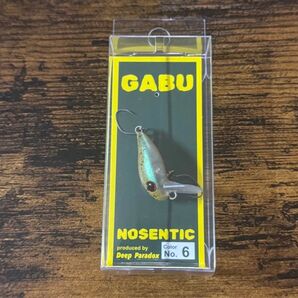 GABU
NOSENTIC
produced by
Deep Paradox
Color
No. 6